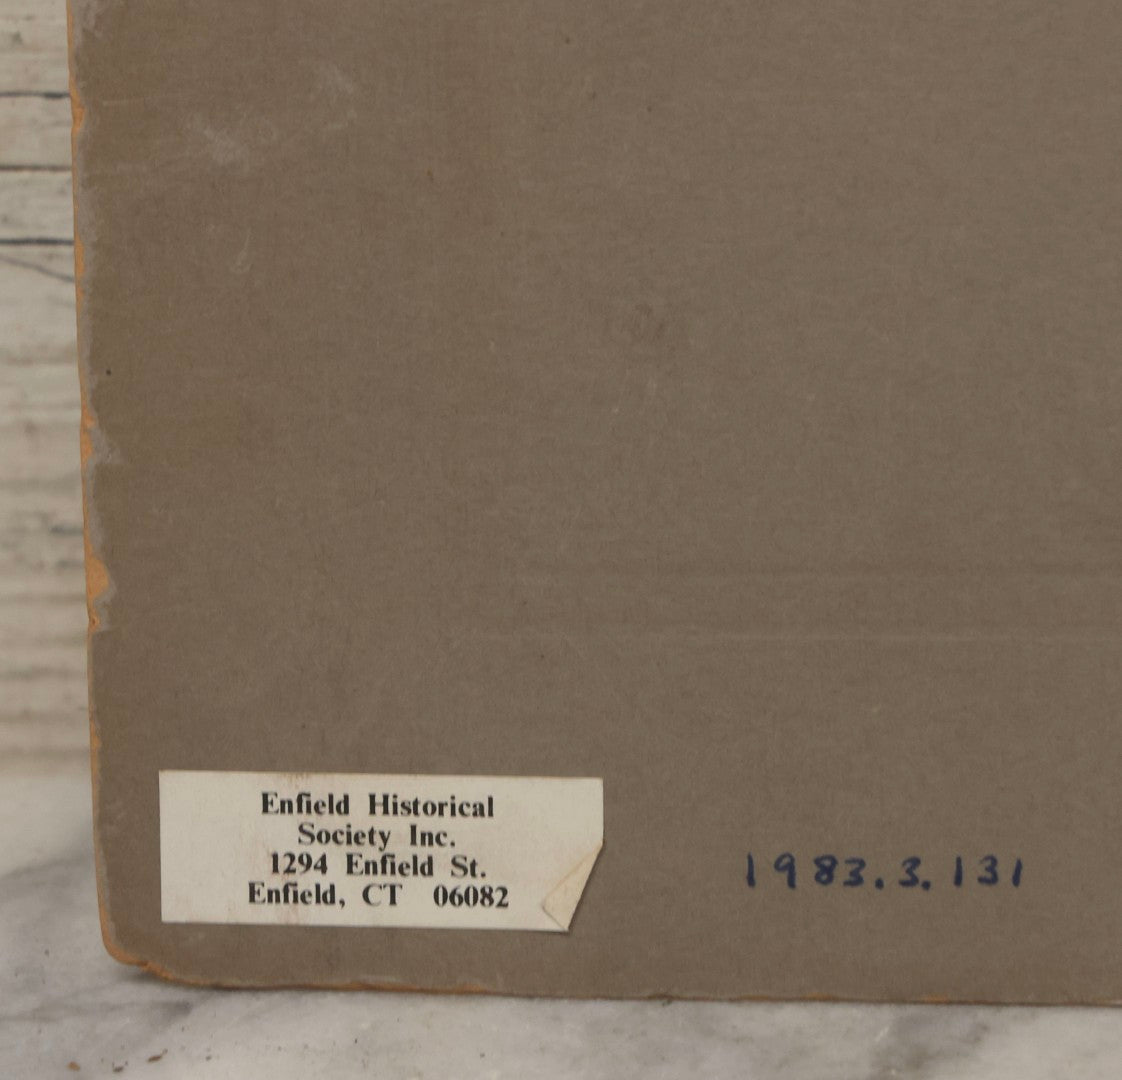 Enfield Historical
Society Inc.
1294 Enfield St.
Enfield, CT 06082
1983.3.131